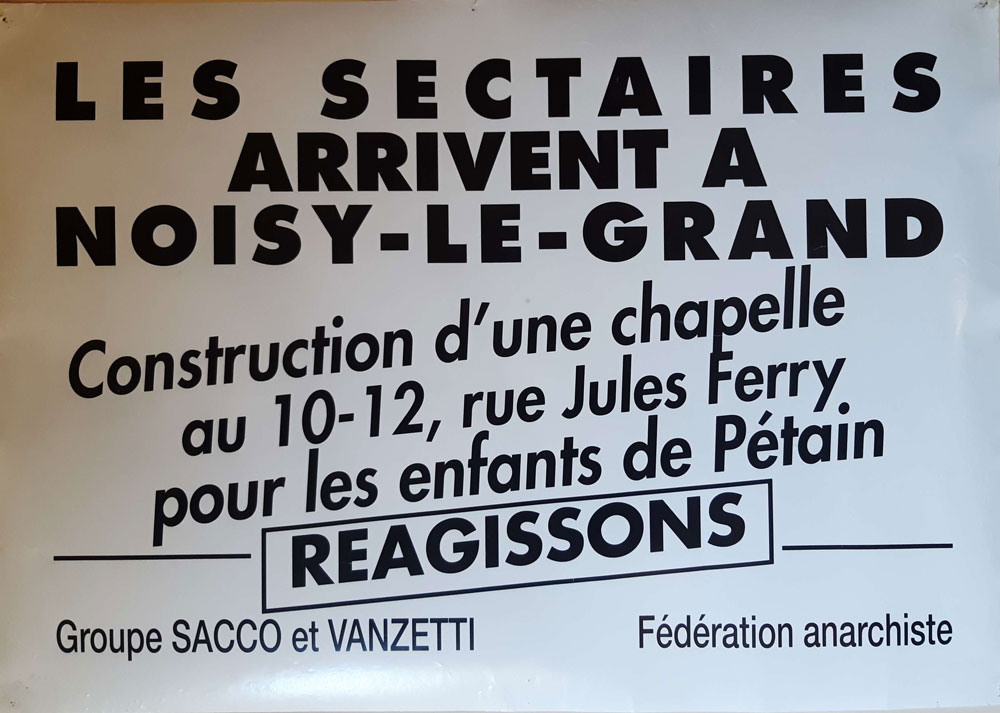 LES SECTAIRES
ARRIVENT A
NOISY-LE-GRAND
Construction d'une chapelle
au 10-12, rue Jules Ferry
pour les enfants de Pétain
REAGISSONS
Groupe SACCO et VANZETTI
Fédération anarchiste